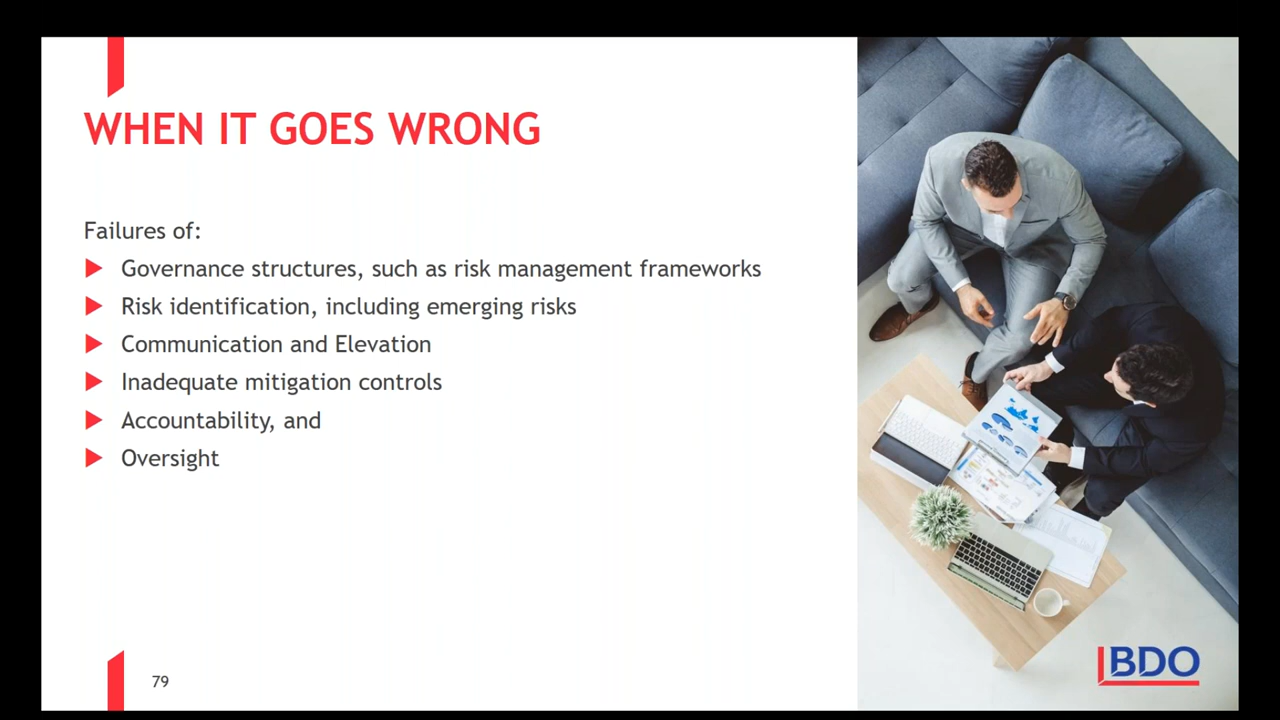 WHEN IT GOES WRONG
Failures of:
Governance structures, such as risk management frameworks
Risk identification, including emerging risks
Communication and Elevation
Inadequate mitigation controls
Accountability, and
Oversight
79
BDO